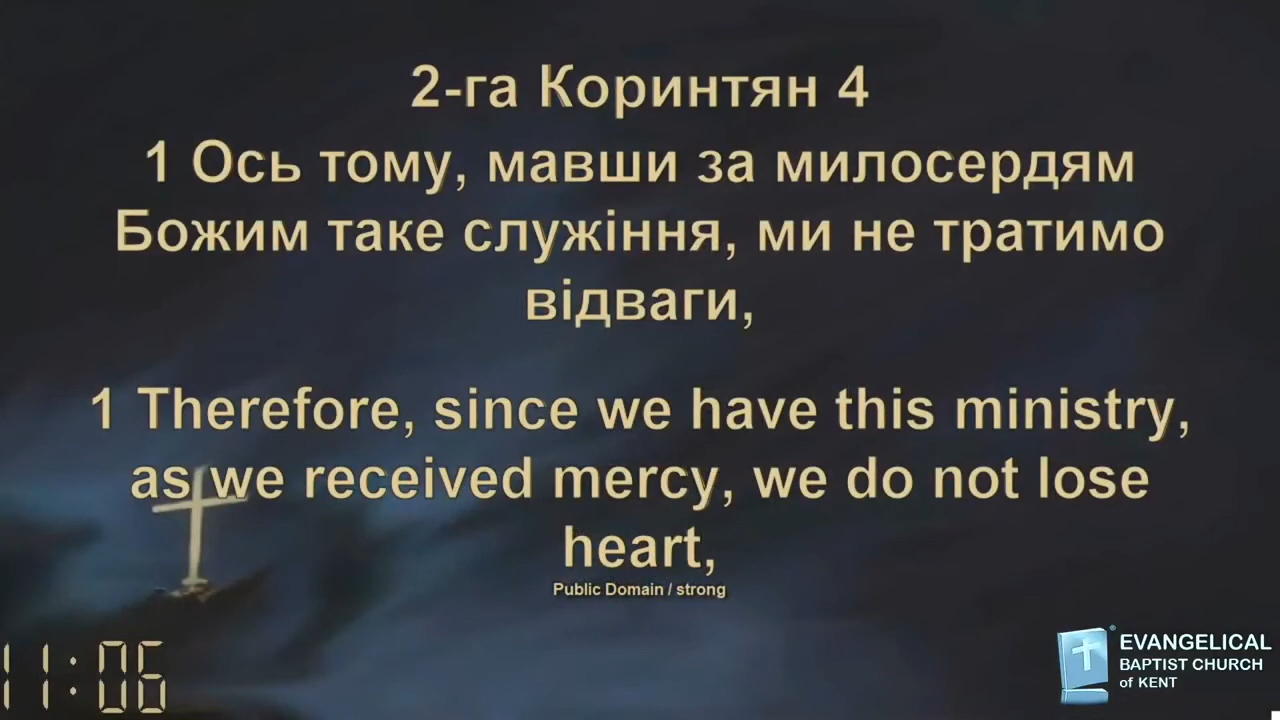 2-га Коринтян 4
1 Ось тому, мавши за милосердям
Божим таке служіння, ми не тратимо
відваги,
1 Therefore, since we have this ministry,
as we received mercy, we do not lose
heart,
Public Domain / strong
11:06
EVANGELICAL
BAPTIST CHURCH
of KENT